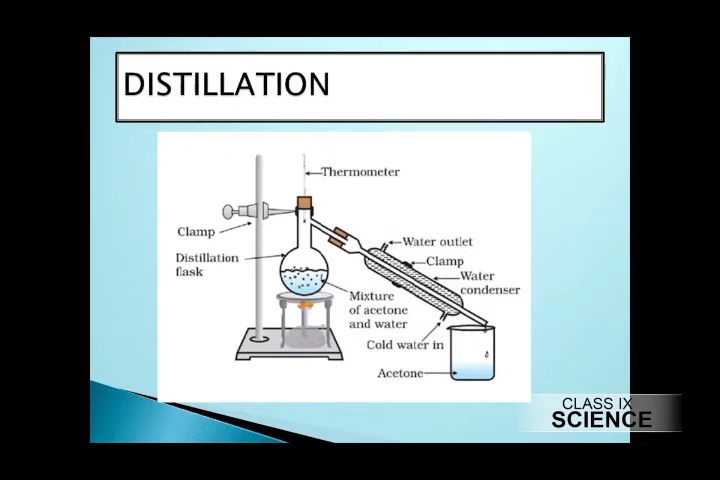 DISTILLATION
Thermometer
Clamp
Water outlet
Clamp
Distillation
flask
Water
condenser
Mixture
of acetone
and water
Cold water in
Acetone
CLASS IX
SCIENCE